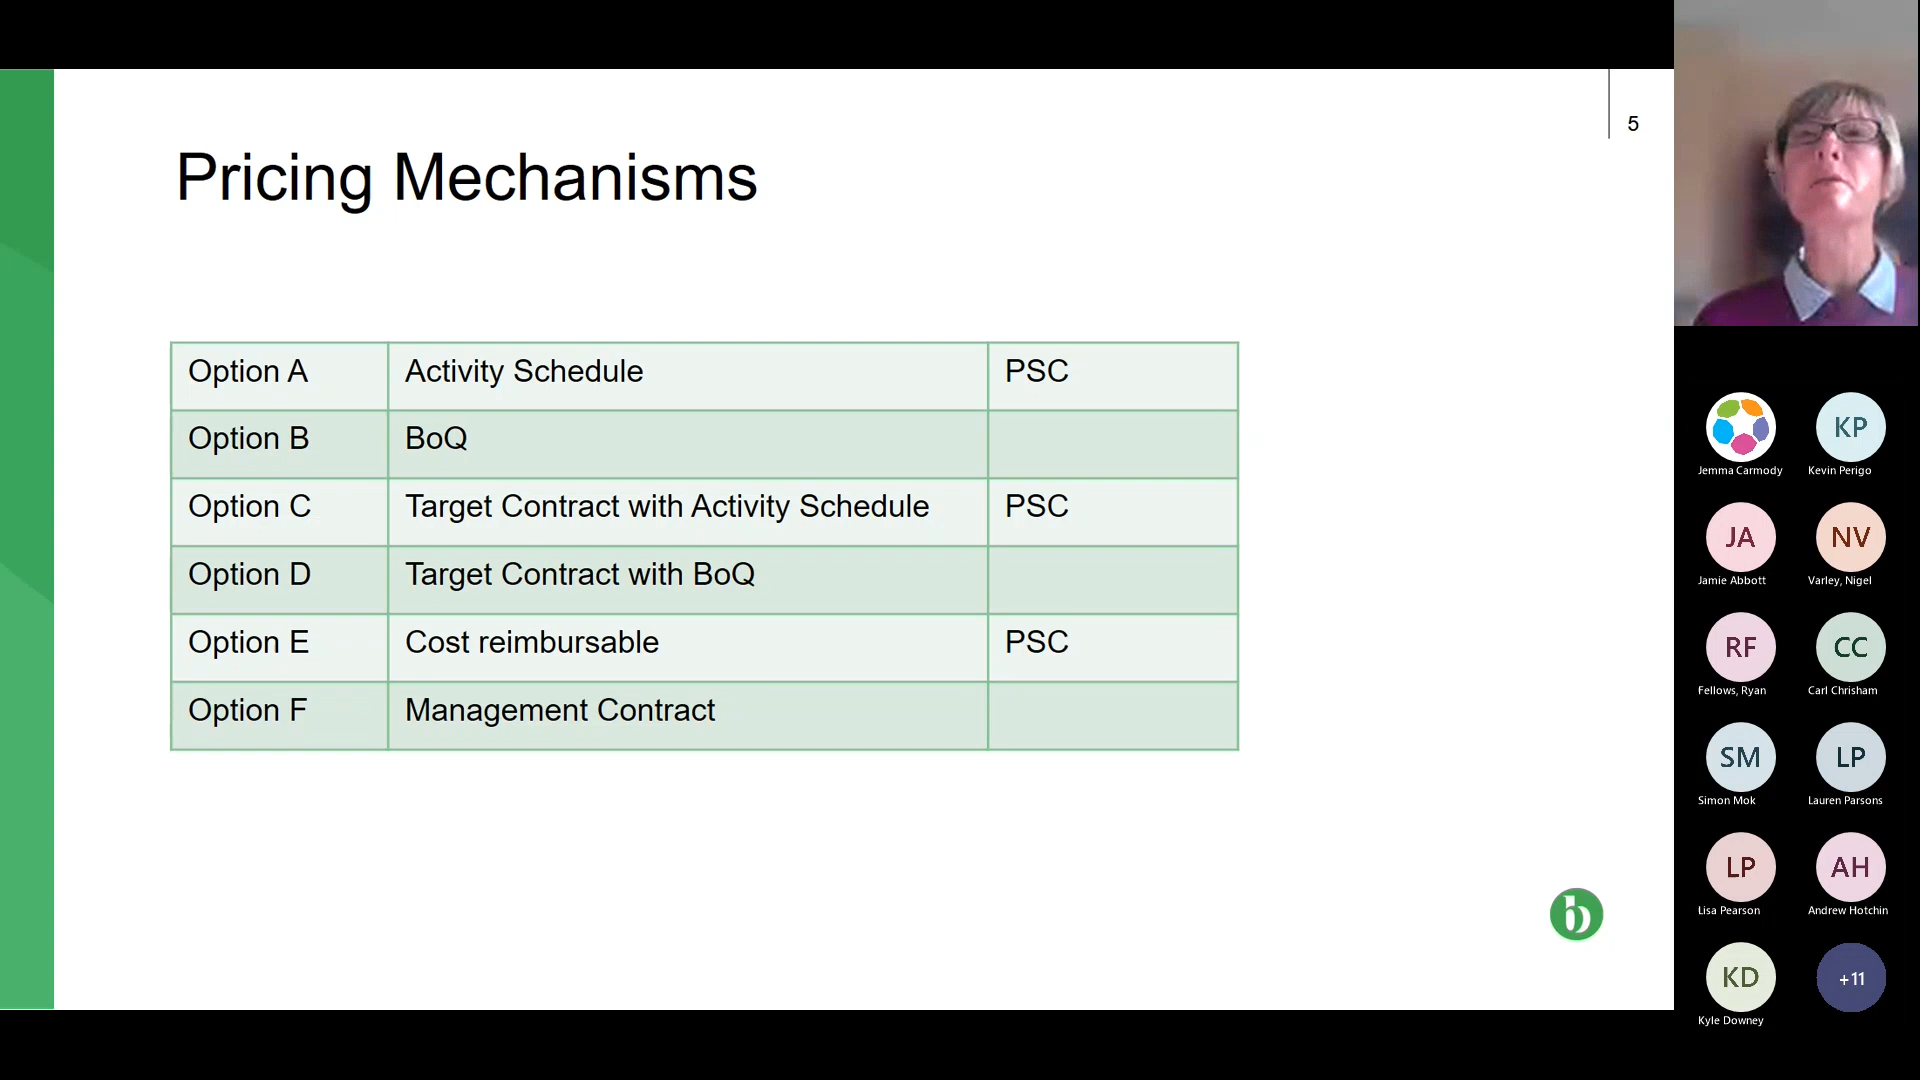 5
Pricing Mechanisms
Option A Activity Schedule PSC
Option B BoQ
Option C Target Contract with Activity Schedule PSC
Option D Target Contract with BoQ
Option E Cost reimbursable PSC
Option F Management Contract
b
KP
Jemma Carmody Kevin Perigo
JA NV
Jamie Abbott Varley, Nigel
RF CC
Fellows, Ryan Carl Chrisham
SM LP
Simon Mok Lauren Parsons
LP AH
Lisa Pearson Andrew Hotchin
KD +11
Kyle Downey